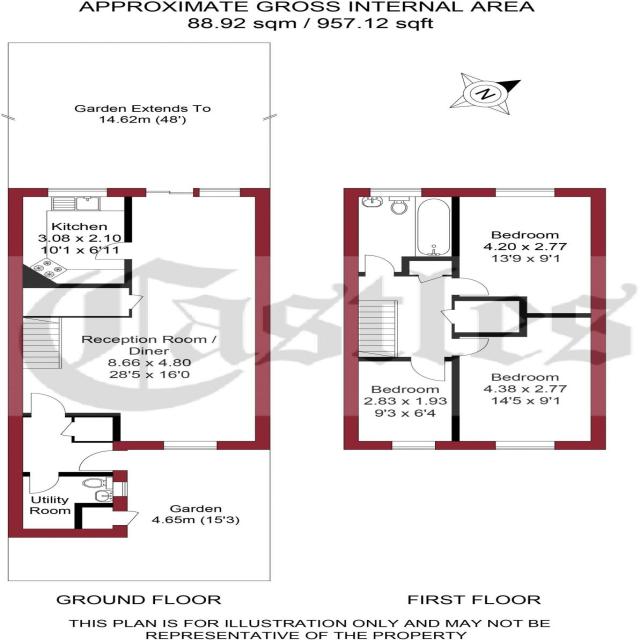 APPROXIMATE GROSS INTERNAL AREA
88.92 sqm / 957.12 sqft
Garden Extends To
14.62m (48')
N
Kitchen
3.08 x 2.10
10'1 x 6'11
Reception Room /
Diner
8.66 x 4.80
28'5 x 16'0
Utility
Room
Garden
4.65m (15'3)
Bedroom
4.20 x 2.77
13'9 x 9'1
Bedroom
2.83 x 1.93
9'3 x 6'4
Bedroom
4.38 x 2.77
14'5 x 9'1
Castles
GROUND FLOOR
FIRST FLOOR
THIS PLAN IS FOR ILLUSTRATION ONLY AND MAY NOT BE
REPRESENTATIVE OF THE PROPERTY